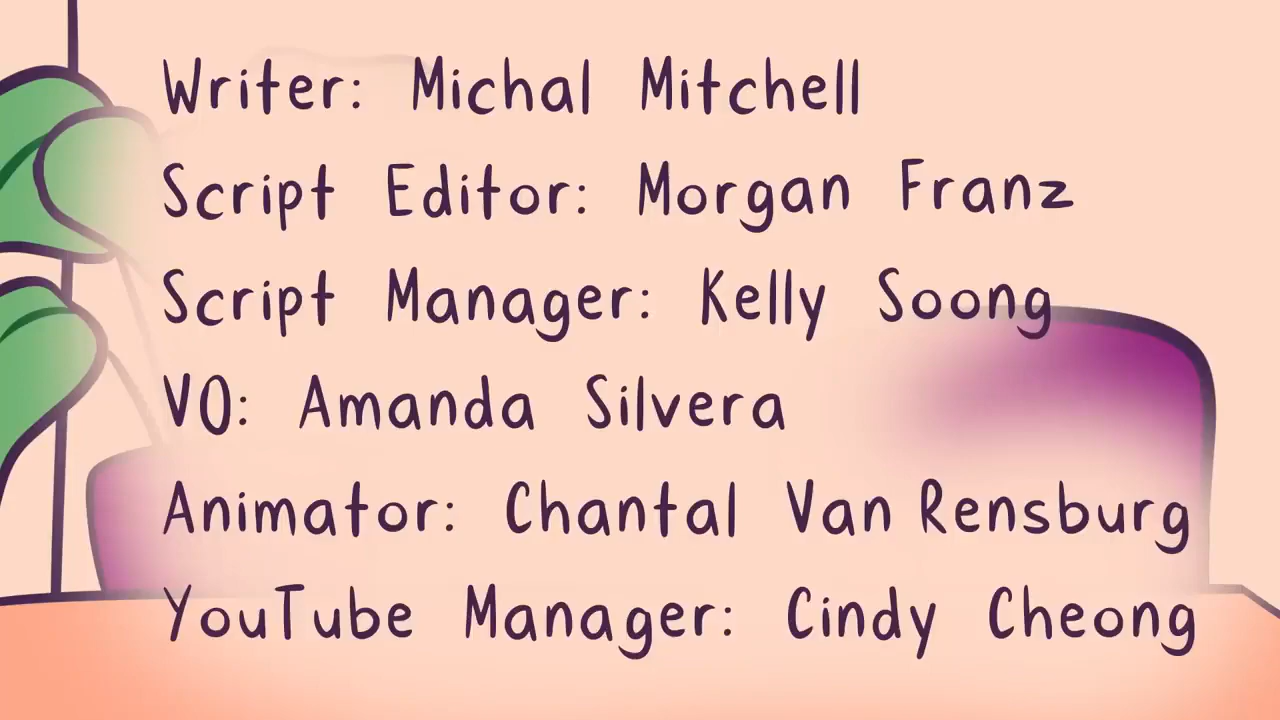 Writer: Michal Mitchell
Script Editor: Morgan Franz
Script Manager: Kelly Soong
VO: Amanda Silvera
Animator: Chantal Van Rensburg
YouTube Manager: Cindy Cheong